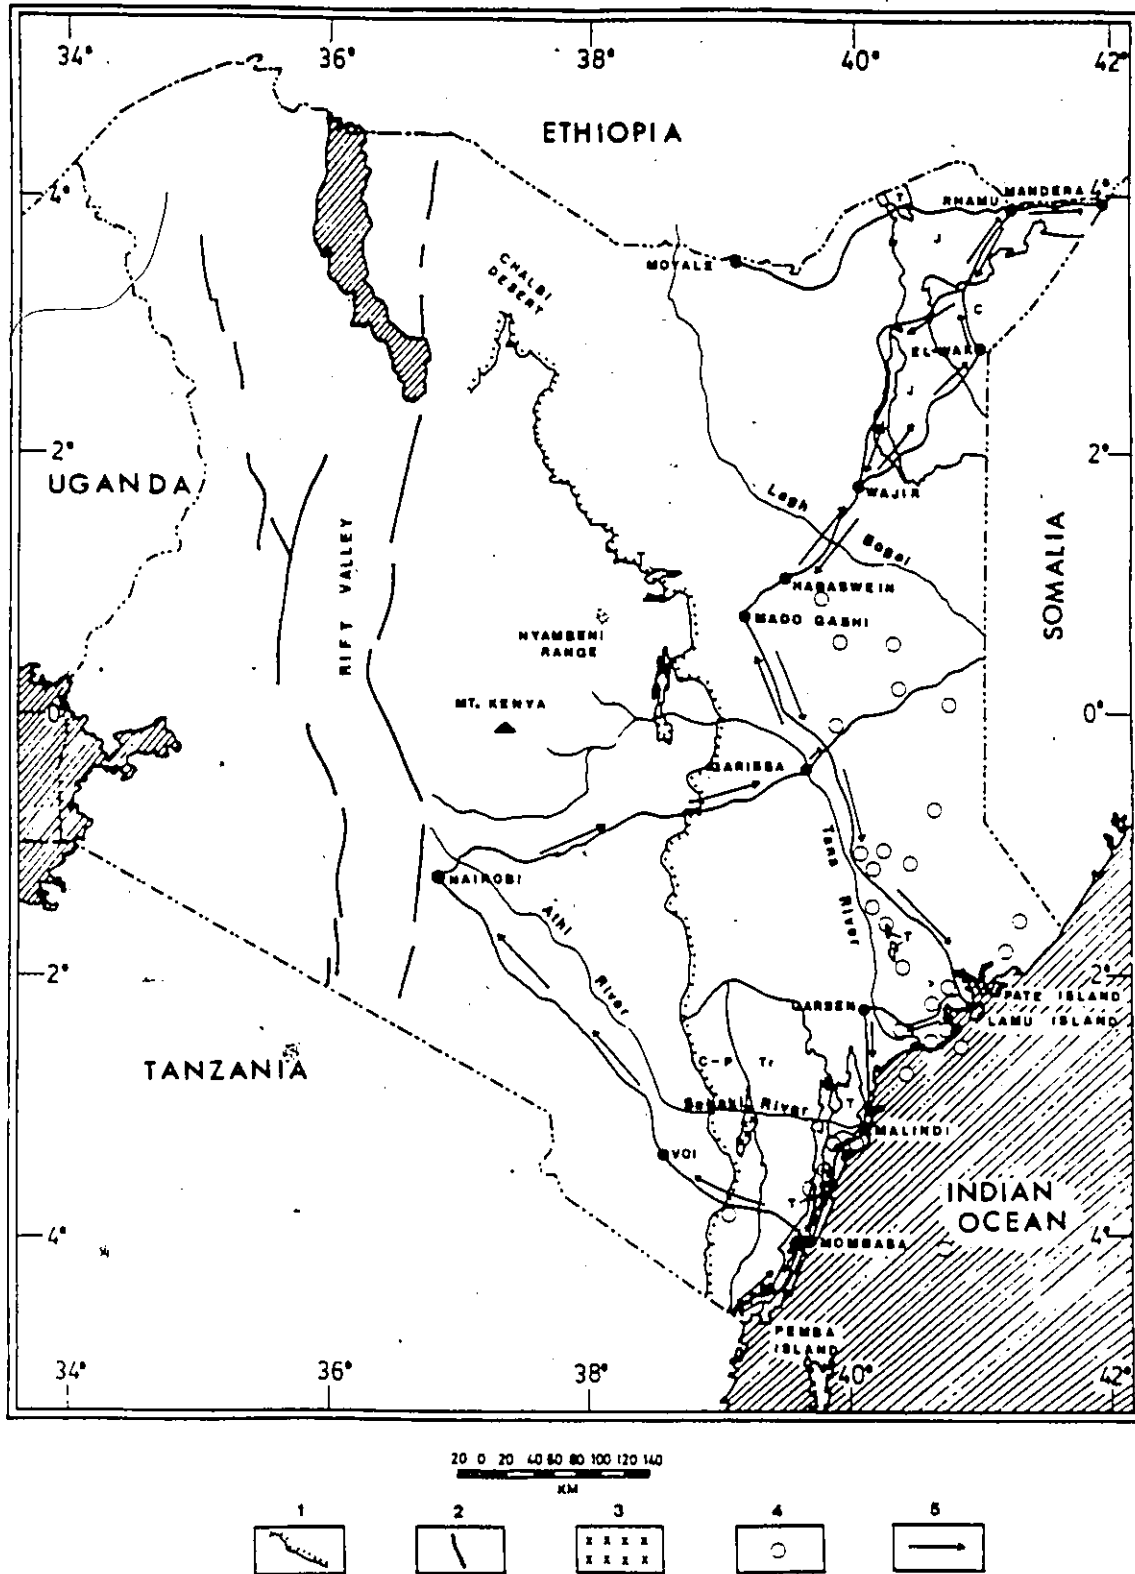 34°
36°
38°
40°
42°
ETHIOPIA
4°
T
RHAMU
MANDERA
4°
J
MOYALE
CHALBI
DESERT
C
EL-WAK
J
2°
2°
UGANDA
WAJIR
Lagh
Bogal
RIFT VALLEY
SOMALIA
HABASWEIN
MADO GASHI
NYAMBENI
RANGE
MT. KENYA
0°
0°
GARISSA
Tana
River
NAIROBI
Athi
River
T
2°
2°
GARSEN
PATE ISLAND
LAMU ISLAND
TANZANIA
C-P
Tr
Sabaki River
T
J
MALINDI
VOI
INDIAN
OCEAN
T
4°
MOMBASA
4°
PEMBA
ISLAND
34°
36°
38°
40°
42°
20 0 20 40 60 80 100 120 140
KM
1
2
3
4
5
x x x x
x x x x